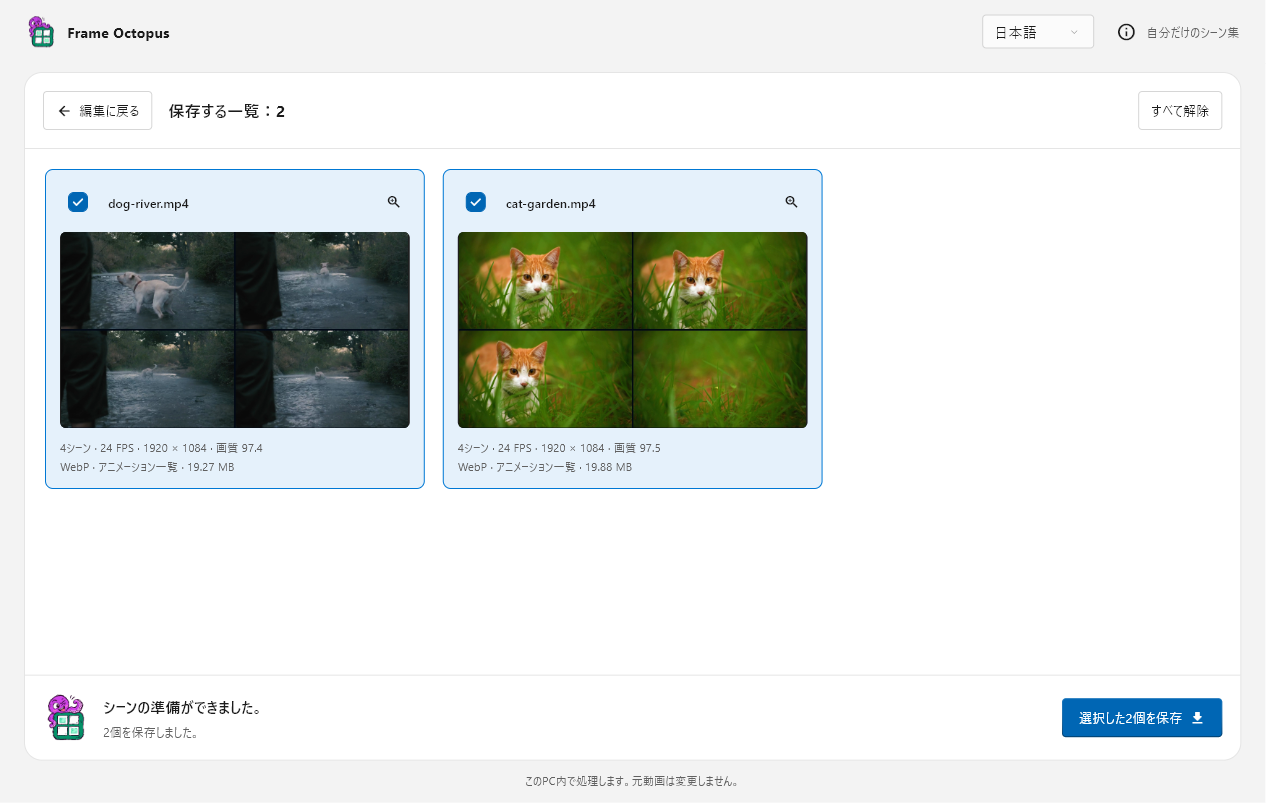 Frame Octopus
日本語
自分だけのシーン集
編集に戻る
保存する一覧：2
すべて解除
dog-river.mp4
4シーン · 24 FPS · 1920 × 1084 · 画質 97.4
WebP · アニメーション一覧 · 19.27 MB
cat-garden.mp4
4シーン · 24 FPS · 1920 × 1084 · 画質 97.5
WebP · アニメーション一覧 · 19.88 MB
シーンの準備ができました。
2個を保存しました。
選択した2個を保存
このPC内で処理します。元動画は変更しません。